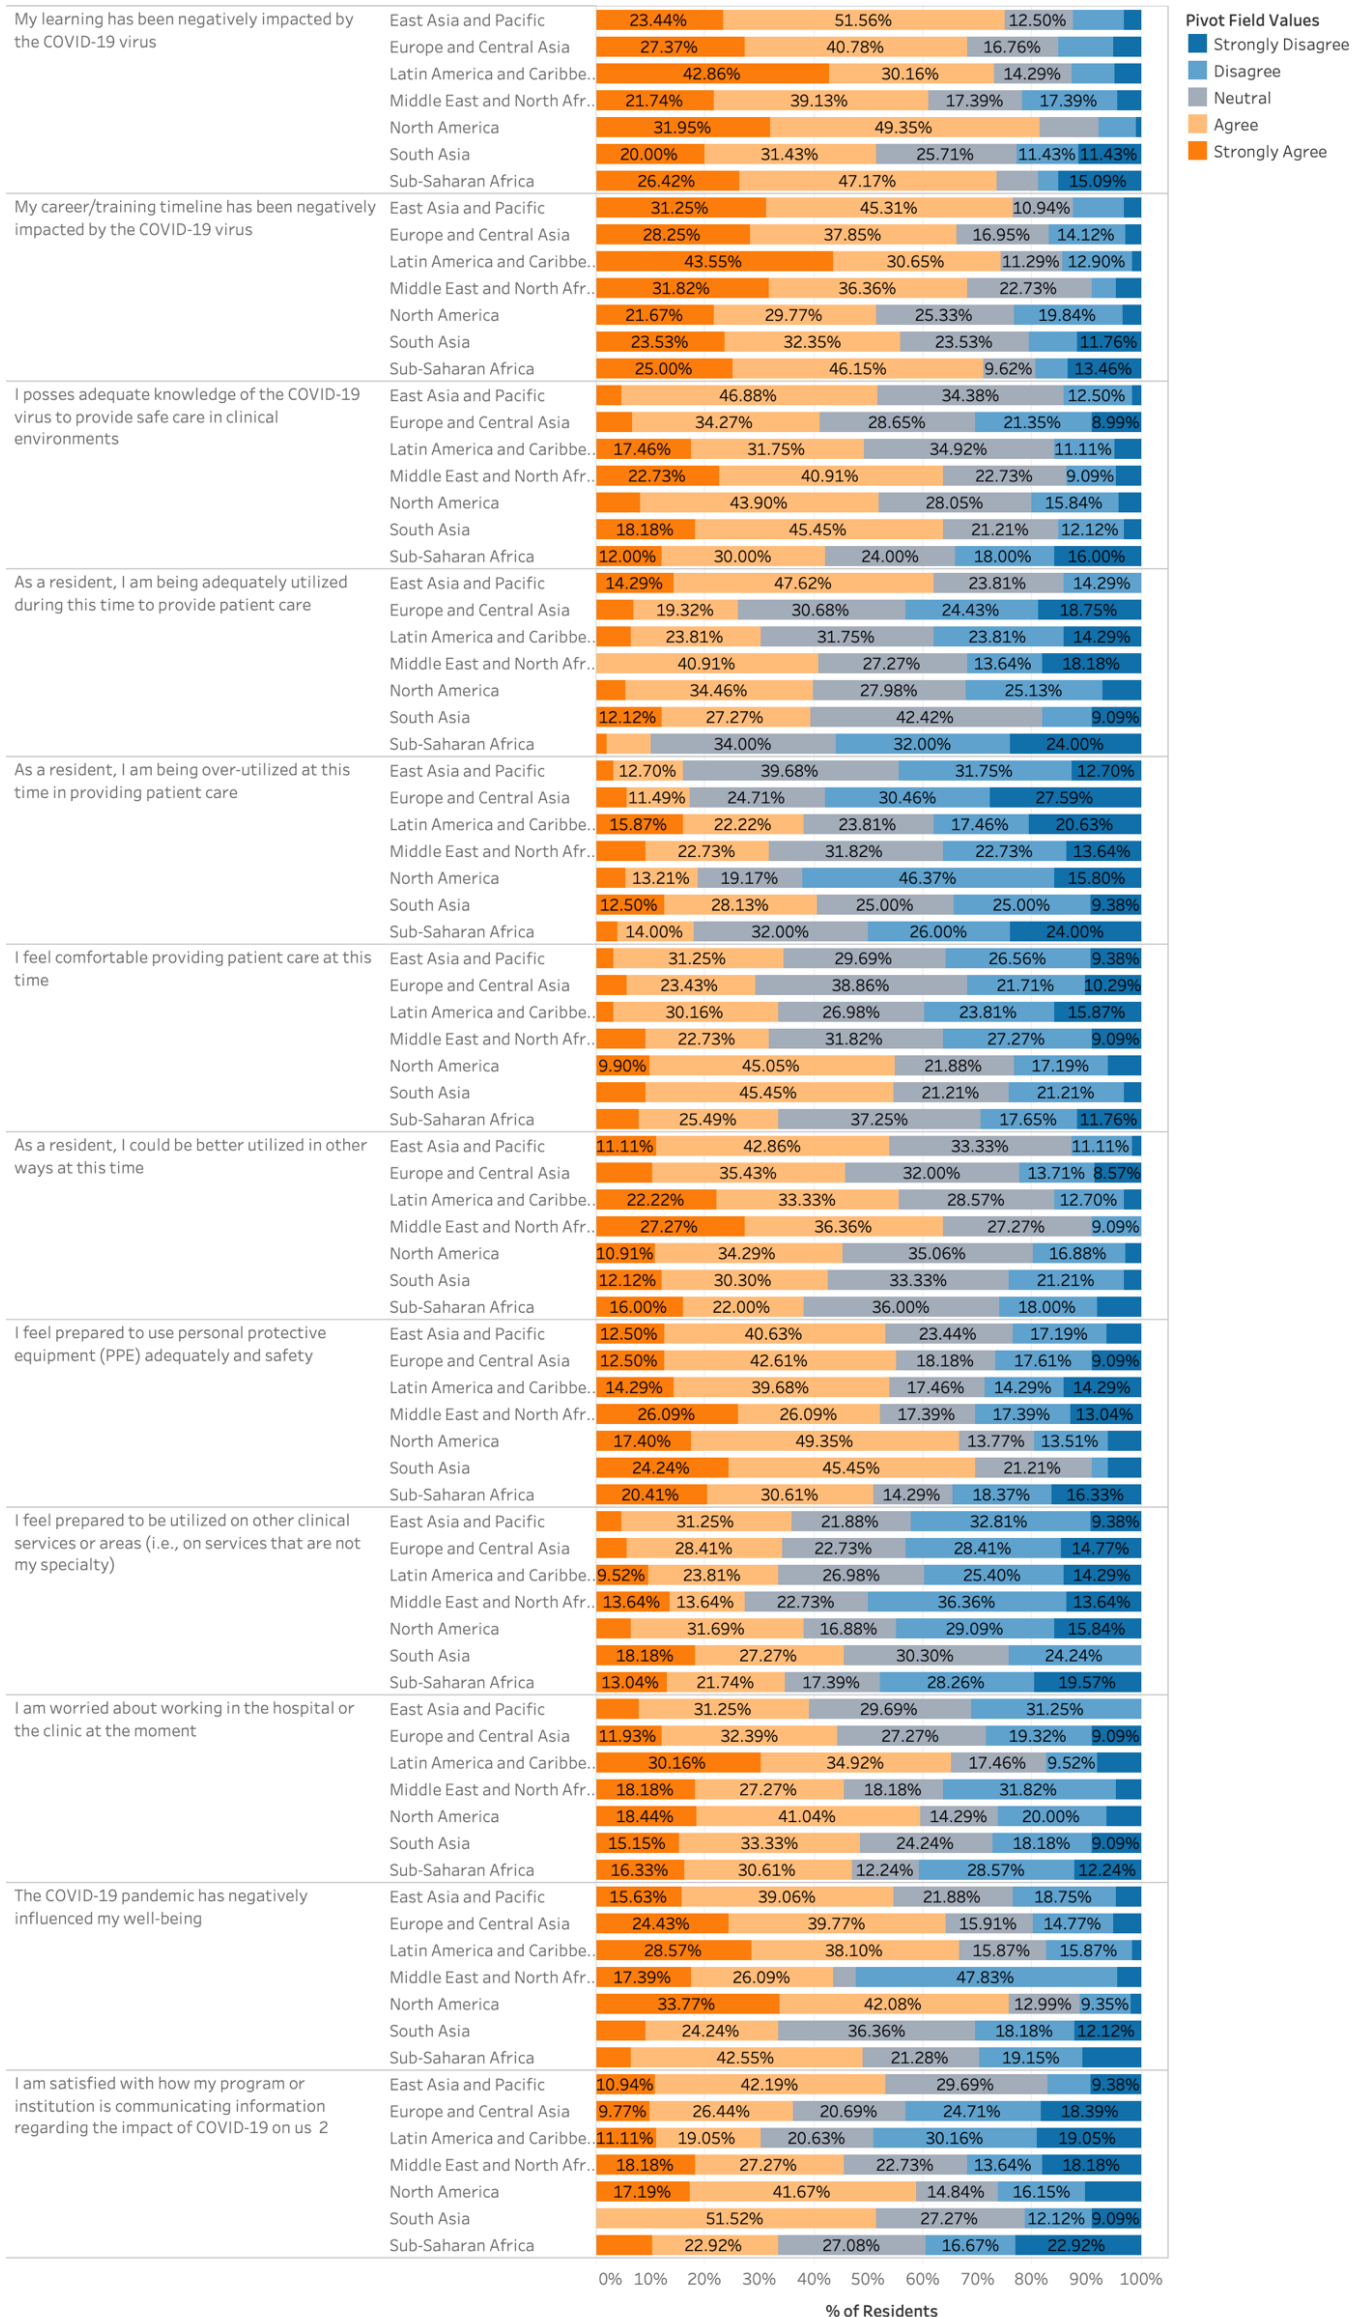 My learning has been negatively impacted by
the COVID-19 virus
East Asia and Pacific 23.44% 51.56% 12.50%
Europe and Central Asia 27.37% 40.78% 16.76%
Latin America and Caribbe.. 42.86% 30.16% 14.29%
Middle East and North Afr.. 21.74% 39.13% 17.39% 17.39%
North America 31.95% 49.35%
South Asia 20.00% 31.43% 25.71% 11.43% 11.43%
Sub-Saharan Africa 26.42% 47.17% 15.09%
Pivot Field Values
Strongly Disagree
Disagree
Neutral
Agree
Strongly Agree
My career/training timeline has been negatively
impacted by the COVID-19 virus
East Asia and Pacific 31.25% 45.31% 10.94%
Europe and Central Asia 28.25% 37.85% 16.95% 14.12%
Latin America and Caribbe.. 43.55% 30.65% 11.29% 12.90%
Middle East and North Afr.. 31.82% 36.36% 22.73%
North America 21.67% 29.77% 25.33% 19.84%
South Asia 23.53% 32.35% 23.53% 11.76%
Sub-Saharan Africa 25.00% 46.15% 9.62% 13.46%
I posses adequate knowledge of the COVID-19
virus to provide safe care in clinical
environments
East Asia and Pacific 46.88% 34.38% 12.50%
Europe and Central Asia 34.27% 28.65% 21.35% 8.99%
Latin America and Caribbe.. 17.46% 31.75% 34.92% 11.11%
Middle East and North Afr.. 22.73% 40.91% 22.73% 9.09%
North America 43.90% 28.05% 15.84%
South Asia 18.18% 45.45% 21.21% 12.12%
Sub-Saharan Africa 12.00% 30.00% 24.00% 18.00% 16.00%
As a resident, I am being adequately utilized
during this time to provide patient care
East Asia and Pacific 14.29% 47.62% 23.81% 14.29%
Europe and Central Asia 19.32% 30.68% 24.43% 18.75%
Latin America and Caribbe.. 23.81% 31.75% 23.81% 14.29%
Middle East and North Afr.. 40.91% 27.27% 13.64% 18.18%
North America 34.46% 27.98% 25.13%
South Asia 12.12% 27.27% 42.42% 9.09%
Sub-Saharan Africa 34.00% 32.00% 24.00%
As a resident, I am being over-utilized at this
time in providing patient care
East Asia and Pacific 12.70% 39.68% 31.75% 12.70%
Europe and Central Asia 11.49% 24.71% 30.46% 27.59%
Latin America and Caribbe.. 15.87% 22.22% 23.81% 17.46% 20.63%
Middle East and North Afr.. 22.73% 31.82% 22.73% 13.64%
North America 13.21% 19.17% 46.37% 15.80%
South Asia 12.50% 28.13% 25.00% 25.00% 9.38%
Sub-Saharan Africa 14.00% 32.00% 26.00% 24.00%
I feel comfortable providing patient care at this
time
East Asia and Pacific 31.25% 29.69% 26.56% 9.38%
Europe and Central Asia 23.43% 38.86% 21.71% 10.29%
Latin America and Caribbe.. 30.16% 26.98% 23.81% 15.87%
Middle East and North Afr.. 22.73% 31.82% 27.27% 9.09%
North America 9.90% 45.05% 21.88% 17.19%
South Asia 45.45% 21.21% 21.21%
Sub-Saharan Africa 25.49% 37.25% 17.65% 11.76%
As a resident, I could be better utilized in other
ways at this time
East Asia and Pacific 11.11% 42.86% 33.33% 11.11%
Europe and Central Asia 35.43% 32.00% 13.71% 8.57%
Latin America and Caribbe.. 22.22% 33.33% 28.57% 12.70%
Middle East and North Afr.. 27.27% 36.36% 27.27% 9.09%
North America 10.91% 34.29% 35.06% 16.88%
South Asia 12.12% 30.30% 33.33% 21.21%
Sub-Saharan Africa 16.00% 22.00% 36.00% 18.00%
I feel prepared to use personal protective
equipment (PPE) adequately and safety
East Asia and Pacific 12.50% 40.63% 23.44% 17.19%
Europe and Central Asia 12.50% 42.61% 18.18% 17.61% 9.09%
Latin America and Caribbe.. 14.29% 39.68% 17.46% 14.29% 14.29%
Middle East and North Afr.. 26.09% 26.09% 17.39% 17.39% 13.04%
North America 17.40% 49.35% 13.77% 13.51%
South Asia 24.24% 45.45% 21.21%
Sub-Saharan Africa 20.41% 30.61% 14.29% 18.37% 16.33%
I feel prepared to be utilized on other clinical
services or areas (i.e., on services that are not
my specialty)
East Asia and Pacific 31.25% 21.88% 32.81% 9.38%
Europe and Central Asia 28.41% 22.73% 28.41% 14.77%
Latin America and Caribbe.. 9.52% 23.81% 26.98% 25.40% 14.29%
Middle East and North Afr.. 13.64% 13.64% 22.73% 36.36% 13.64%
North America 31.69% 16.88% 29.09% 15.84%
South Asia 18.18% 27.27% 30.30% 24.24%
Sub-Saharan Africa 13.04% 21.74% 17.39% 28.26% 19.57%
I am worried about working in the hospital or
the clinic at the moment
East Asia and Pacific 31.25% 29.69% 31.25%
Europe and Central Asia 11.93% 32.39% 27.27% 19.32% 9.09%
Latin America and Caribbe.. 30.16% 34.92% 17.46% 9.52%
Middle East and North Afr.. 18.18% 27.27% 18.18% 31.82%
North America 18.44% 41.04% 14.29% 20.00%
South Asia 15.15% 33.33% 24.24% 18.18% 9.09%
Sub-Saharan Africa 16.33% 30.61% 12.24% 28.57% 12.24%
The COVID-19 pandemic has negatively
influenced my well-being
East Asia and Pacific 15.63% 39.06% 21.88% 18.75%
Europe and Central Asia 24.43% 39.77% 15.91% 14.77%
Latin America and Caribbe.. 28.57% 38.10% 15.87% 15.87%
Middle East and North Afr.. 17.39% 26.09% 47.83%
North America 33.77% 42.08% 12.99% 9.35%
South Asia 24.24% 36.36% 18.18% 12.12%
Sub-Saharan Africa 42.55% 21.28% 19.15%
I am satisfied with how my program or
institution is communicating information
regarding the impact of COVID-19 on us 2
East Asia and Pacific 10.94% 42.19% 29.69% 9.38%
Europe and Central Asia 9.77% 26.44% 20.69% 24.71% 18.39%
Latin America and Caribbe.. 11.11% 19.05% 20.63% 30.16% 19.05%
Middle East and North Afr.. 18.18% 27.27% 22.73% 13.64% 18.18%
North America 17.19% 41.67% 14.84% 16.15%
South Asia 51.52% 27.27% 12.12% 9.09%
Sub-Saharan Africa 22.92% 27.08% 16.67% 22.92%
0% 10% 20% 30% 40% 50% 60% 70% 80% 90% 100%
% of Residents